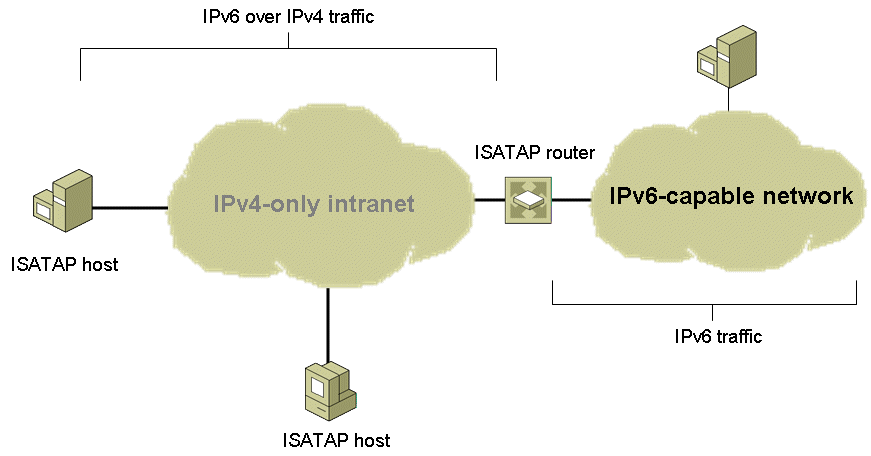 IPv6 over IPv4 traffic
ISATAP router
IPv4-only intranet
IPv6-capable network
ISATAP host
IPv6 traffic
ISATAP host